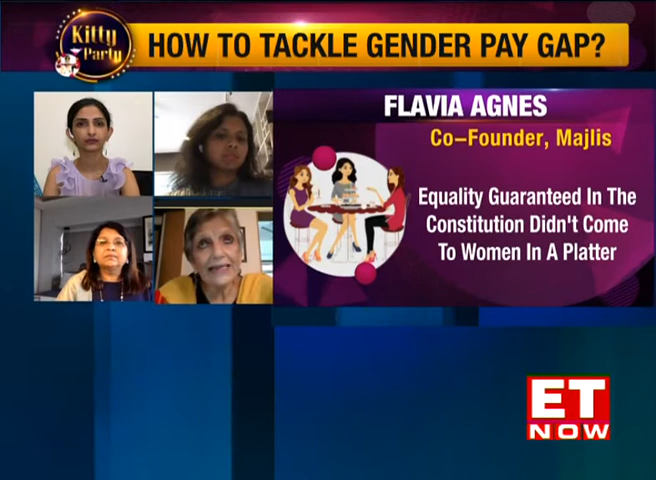 Kitty
Party
HOW TO TACKLE GENDER PAY GAP?
FLAVIA AGNES
Co–Founder, Majlis
Equality Guaranteed In The
Constitution Didn't Come
To Women In A Platter
ET
NOW